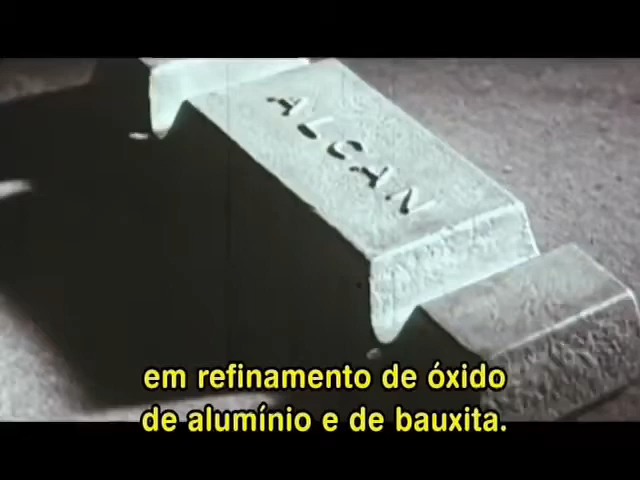 ALCAN
em refinamento de óxido
de alumínio e de bauxita.